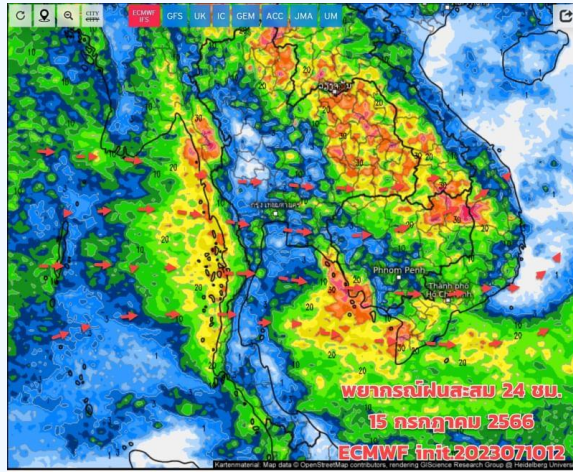 CITY CITY ECMWF IFS GFS UK IC GEM ACC JMA UM
กรุงเทพมหานคร
Phnom Penh
Thành phố
Hồ Chí Minh
พยากรณ์ฝนสะสม 24 ชม.
15 กรกฎาคม 2566
ECMWF init.2023071012
Kartenmaterial: Map data © OpenStreetMap contributors, rendering GIScience Research Group @ Heidelberg Univer